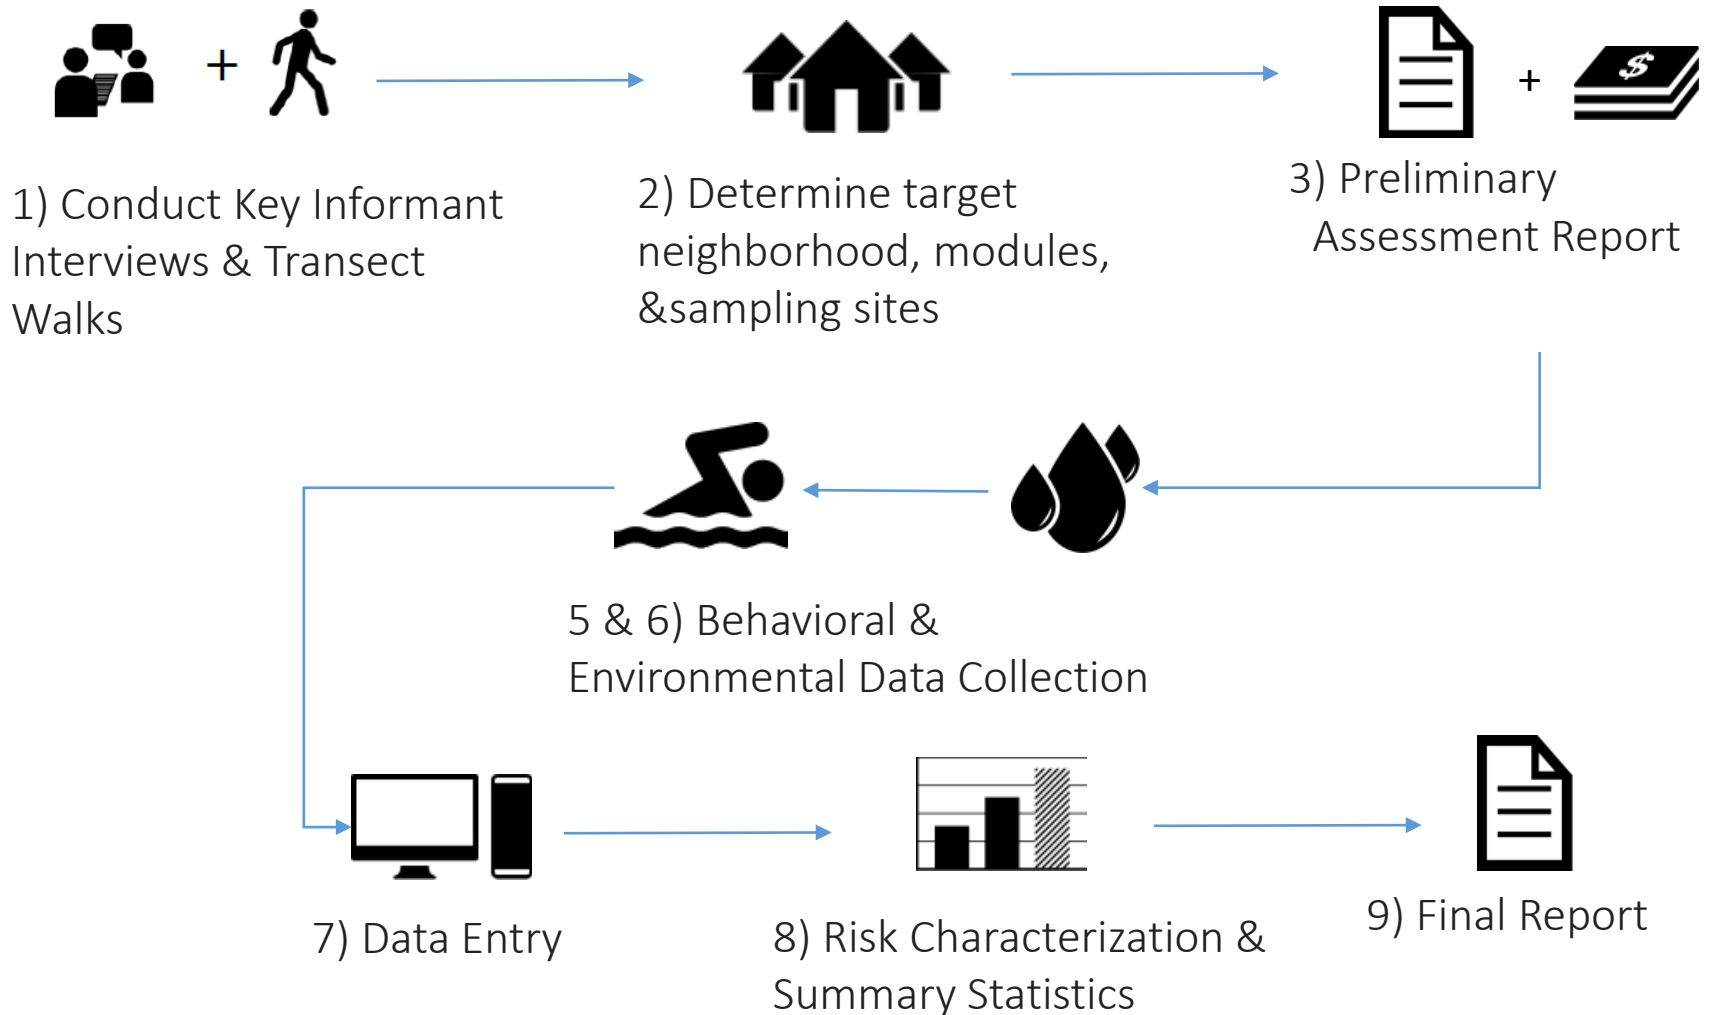 +
$
+
1) Conduct Key Informant
Interviews & Transect
Walks
2) Determine target
neighborhood, modules,
&sampling sites
3) Preliminary
Assessment Report
5 & 6) Behavioral &
Environmental Data Collection
7) Data Entry
8) Risk Characterization &
Summary Statistics
9) Final Report